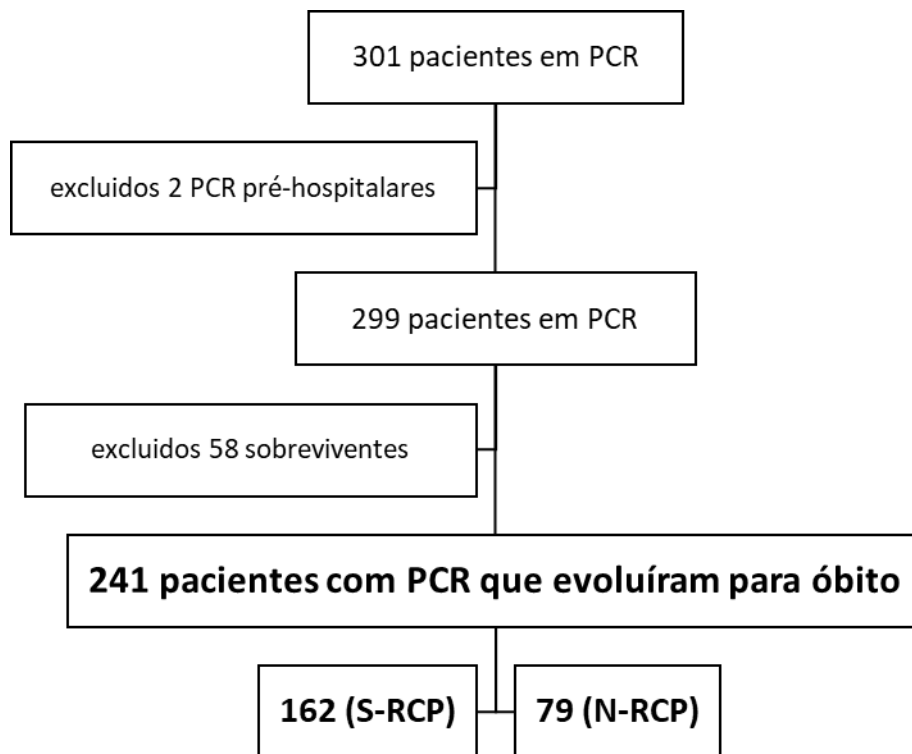 301 pacientes em PCR
excluidos 2 PCR pré-hospitalares
299 pacientes em PCR
excluidos 58 sobreviventes
241 pacientes com PCR que evoluíram para óbito
162 (S-RCP)
79 (N-RCP)